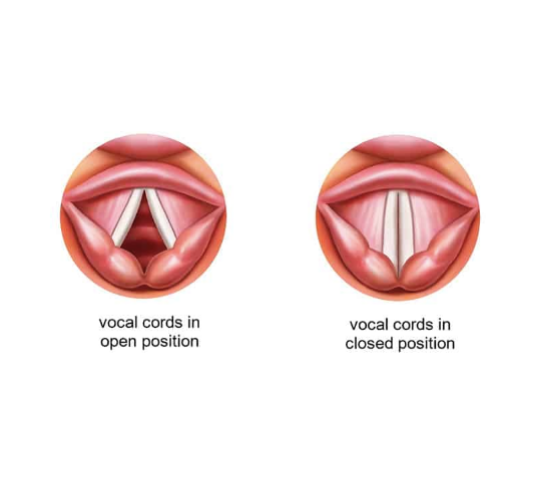 vocal cords in
open position
vocal cords in
closed position